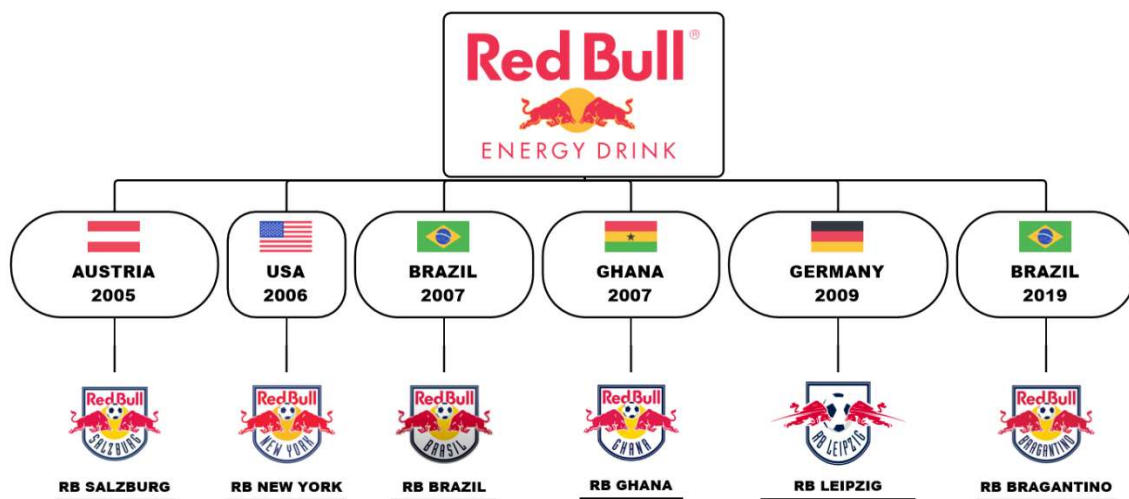 Red Bull®
ENERGY DRINK
AUSTRIA
2005
USA
2006
BRAZIL
2007
GHANA
2007
GERMANY
2009
BRAZIL
2019
Red Bull
SALZBURG
Red Bull
NEW YORK
Red Bull
BRASIL
Red Bull
GHANA
RB LEIPZIG
Red Bull
BRAGANTINO
RB SALZBURG
RB NEW YORK
RB BRAZIL
RB GHANA
RB LEIPZIG
RB BRAGANTINO